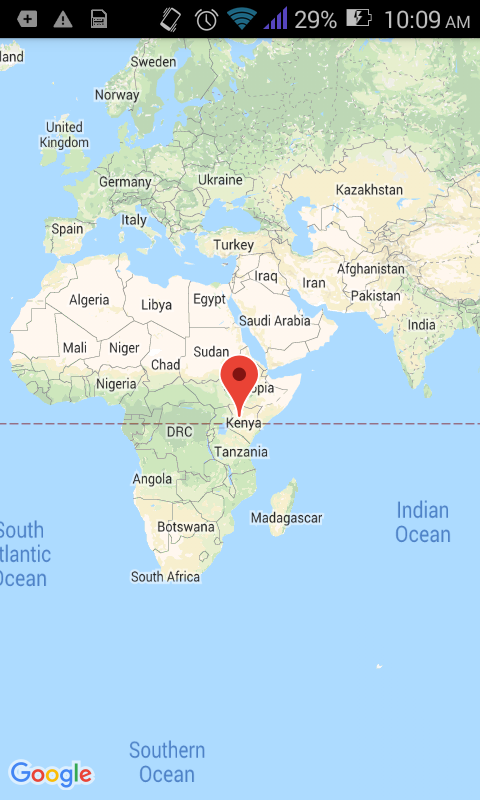 29% 10:09 AM
land
Sweden
Norway
United
Kingdom
Germany
Ukraine
Kazakhstan
Spain
Italy
Turkey
Afghanistan
Iraq
Iran
Pakistan
Algeria
Libya
Egypt
Saudi Arabia
India
Mali
Niger
Sudan
Chad
Nigeria
opia
Kenya
DRC
Tanzania
Angola
Madagascar
Indian
Ocean
Botswana
South
tlantic
Ocean
South Africa
Southern
Ocean
Google